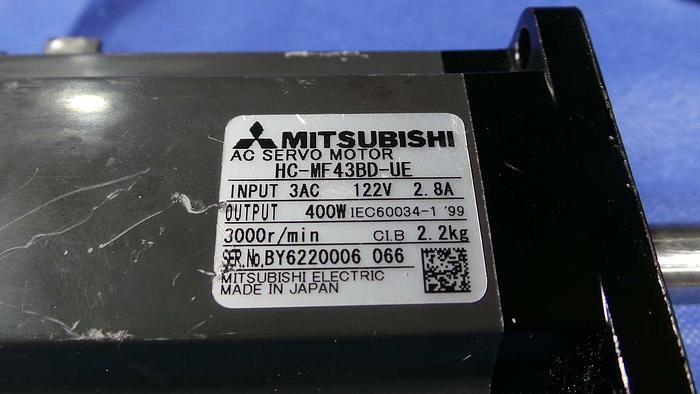 MITSUBISHI
AC SERVO MOTOR
HC-MF43BD-UE
INPUT 3AC 122V 2.8A
OUTPUT 400W IEC60034-1 '99
3000r/min CI.B 2.2kg
SER.No.BY6220006 066
MITSUBISHI ELECTRIC
MADE IN JAPAN